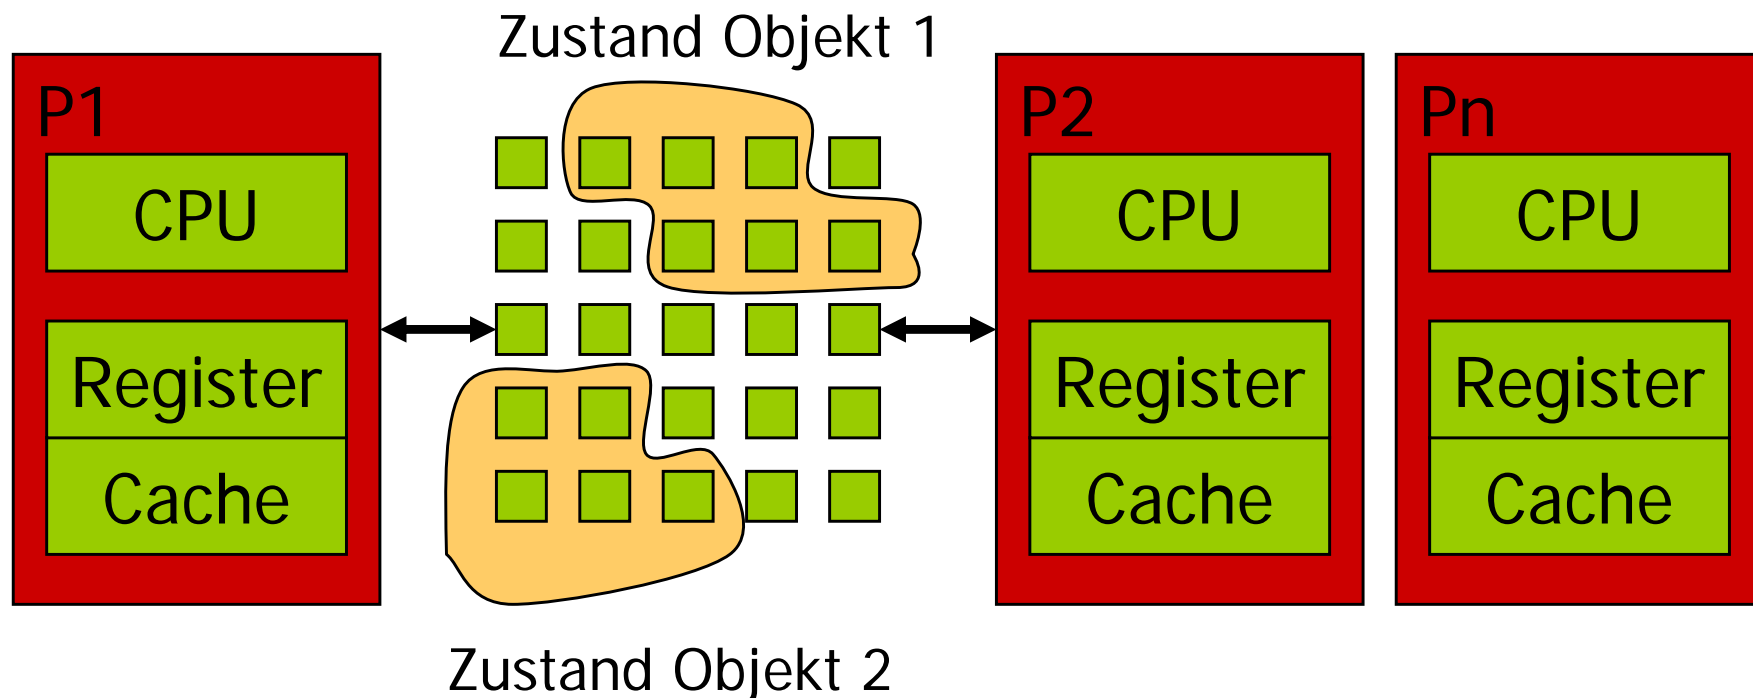 Zustand Objekt 1
P1
CPU
Register
Cache
P2
CPU
Register
Cache
Pn
CPU
Register
Cache
Zustand Objekt 2